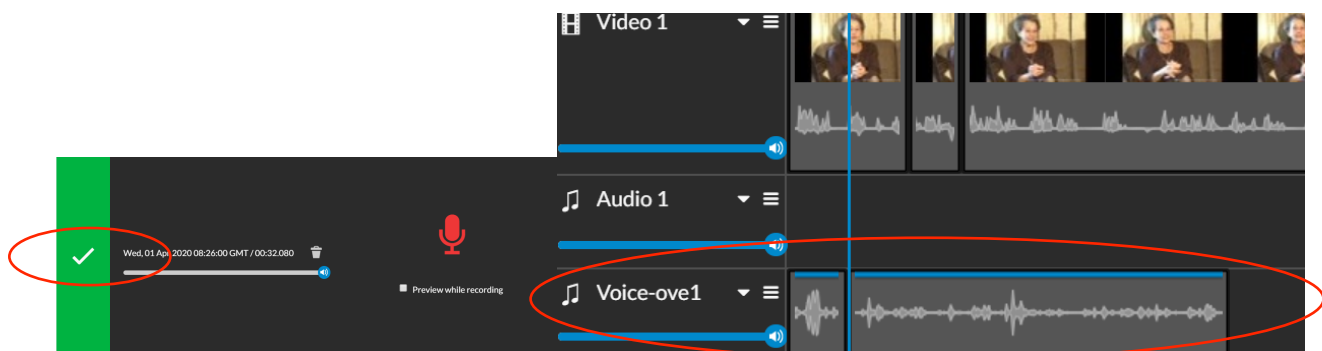 Video 1
Audio 1
Wed, 01 Apr 2020 08:26:00 GMT / 00:32.080
Preview while recording
Voice-ove1